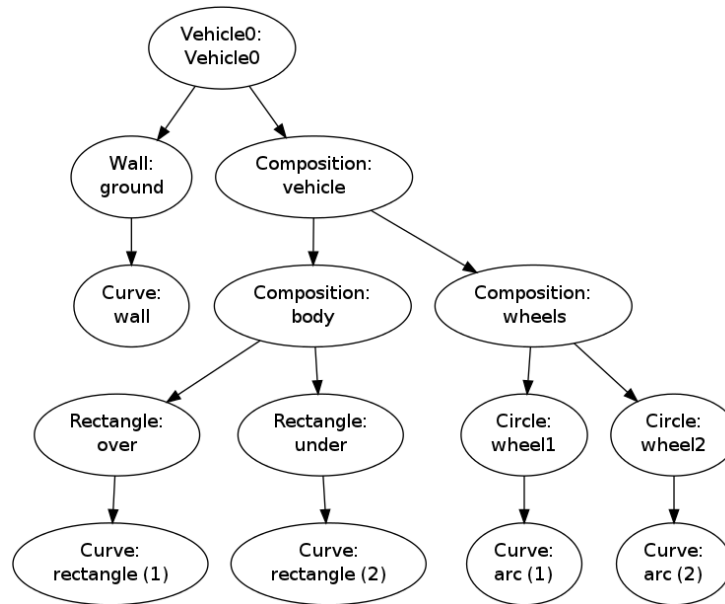 Vehicle0:
Vehicle0
Wall:
ground
Composition:
vehicle
Curve:
wall
Composition:
body
Composition:
wheels
Rectangle:
over
Rectangle:
under
Circle:
wheel1
Circle:
wheel2
Curve:
rectangle (1)
Curve:
rectangle (2)
Curve:
arc (1)
Curve:
arc (2)